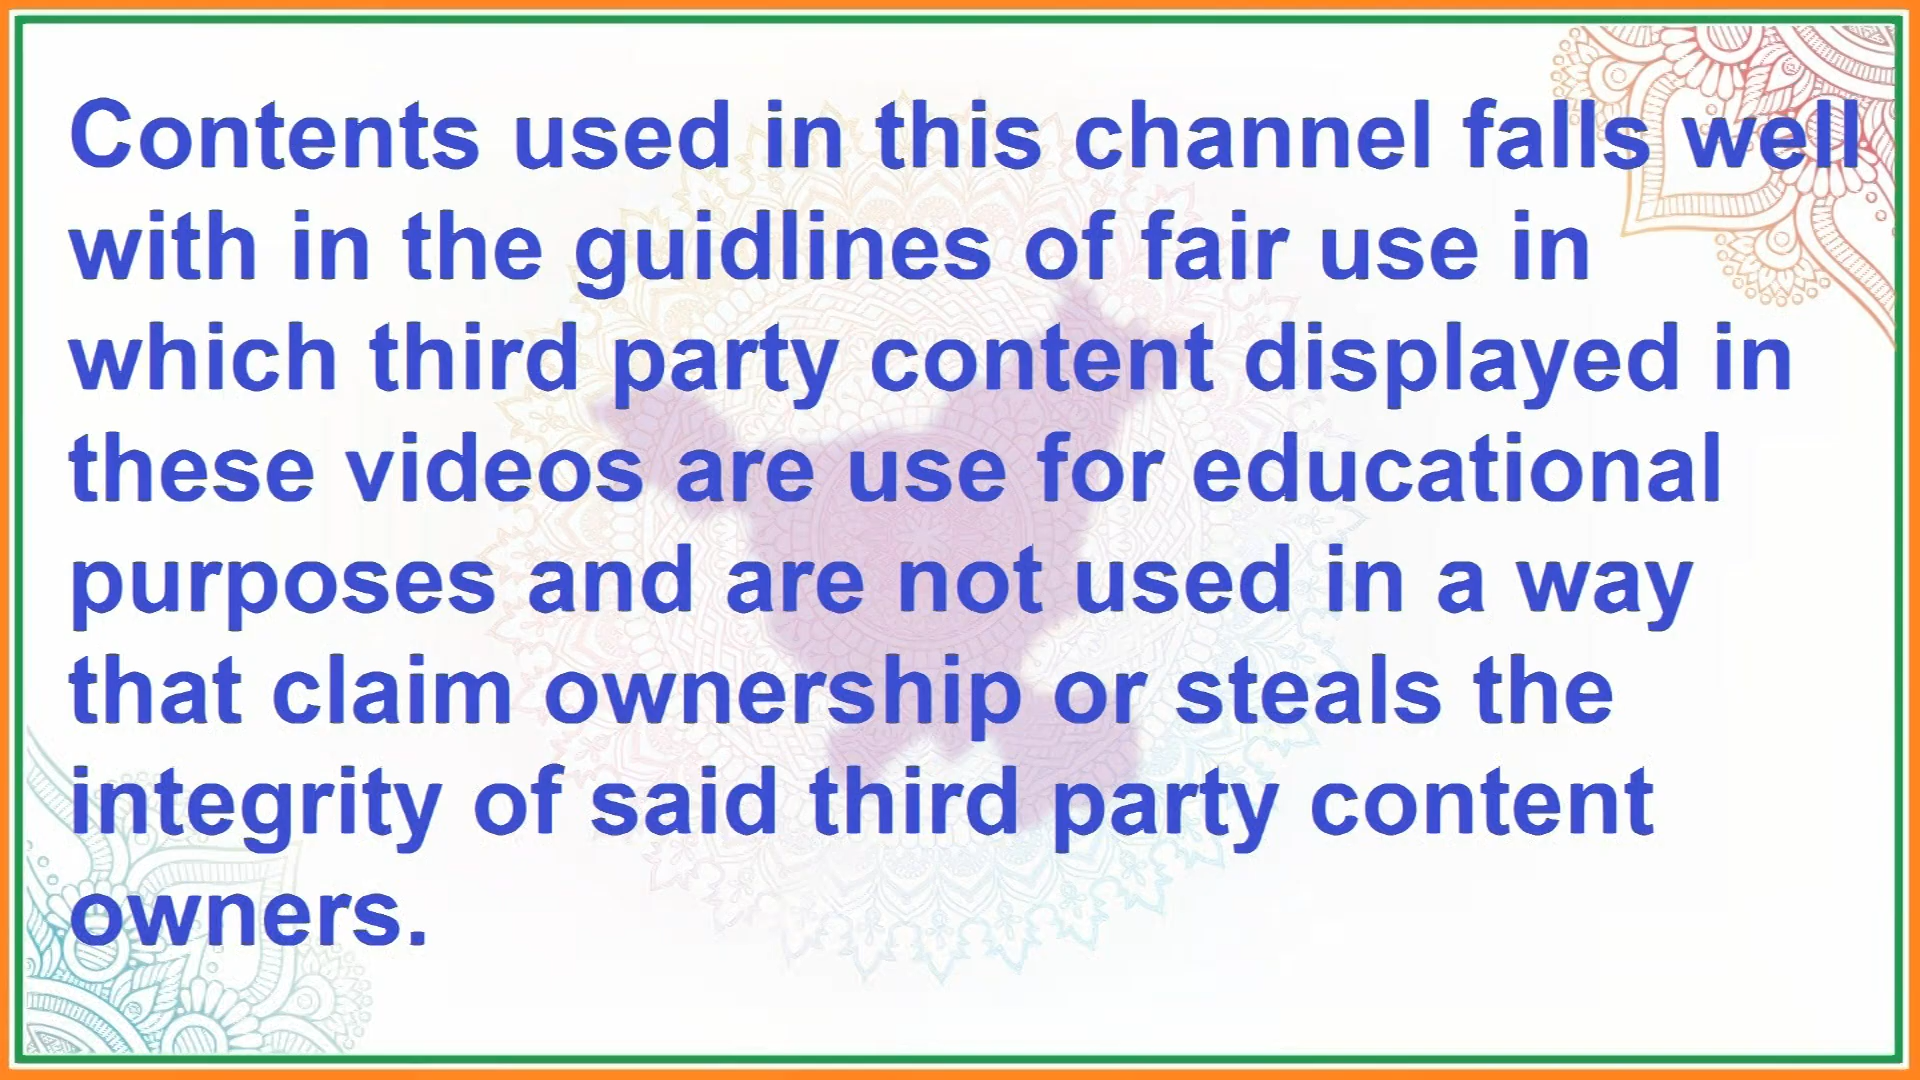 Contents used in this channel falls well
with in the guidlines of fair use in
which third party content displayed in
these videos are use for educational
purposes and are not used in a way
that claim ownership or steals the
integrity of said third party content
owners.